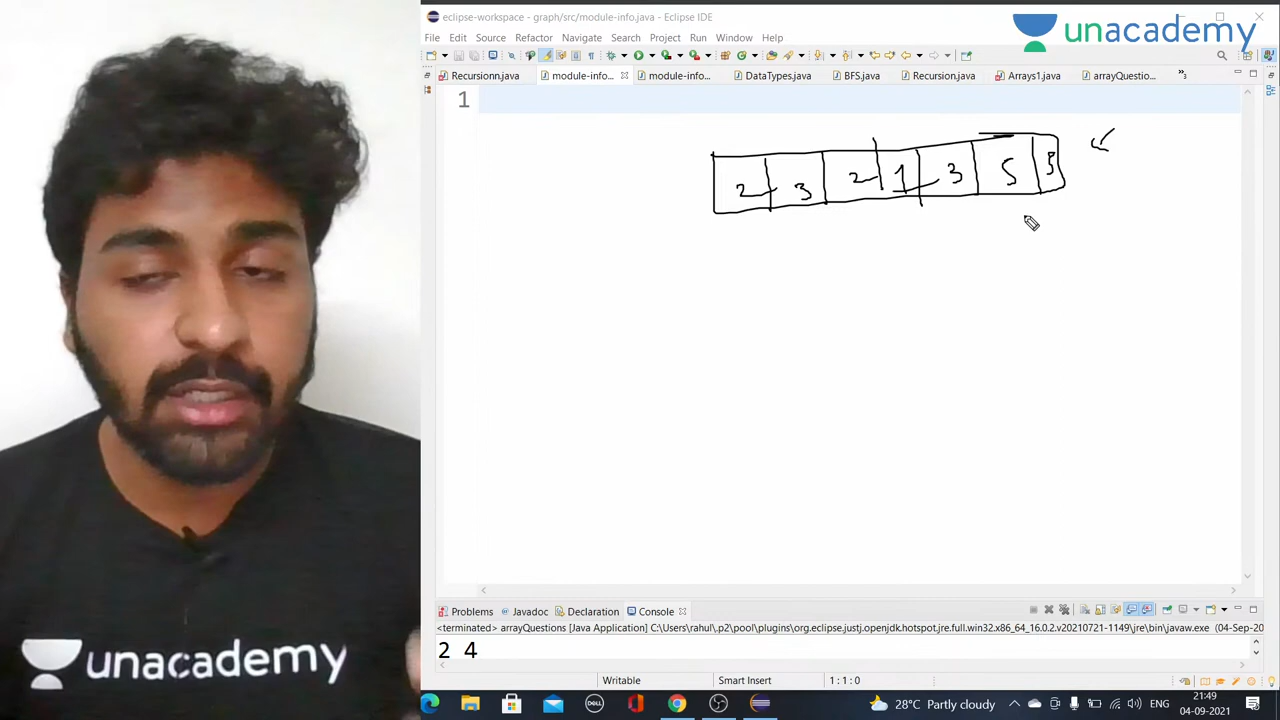 eclipse-workspace - graph/src/module-info.java - Eclipse IDE
unacademy
File Edit Source Refactor Navigate Search Project Run Window Help
Recursionn.java module-info... module-info... DataTypes.java BFS.java Recursion.java Arrays1.java arrayQuestio... »3
1
2 3 2 1 3 5
Problems Javadoc Declaration Console
<terminated> arrayQuestions [Java Application] C:\Users\rahul\.p2\pool\plugins\org.eclipse.justj.openjdk.hotspot.jre.full.win32.x86_64_16.0.2.v20210721-1149\jre\bin\javaw.exe (04-Sep-20
2 4
unacademy
Writable Smart Insert 1 : 1 : 0
DELL 28°C Partly cloudy ENG 21:49
04-09-2021